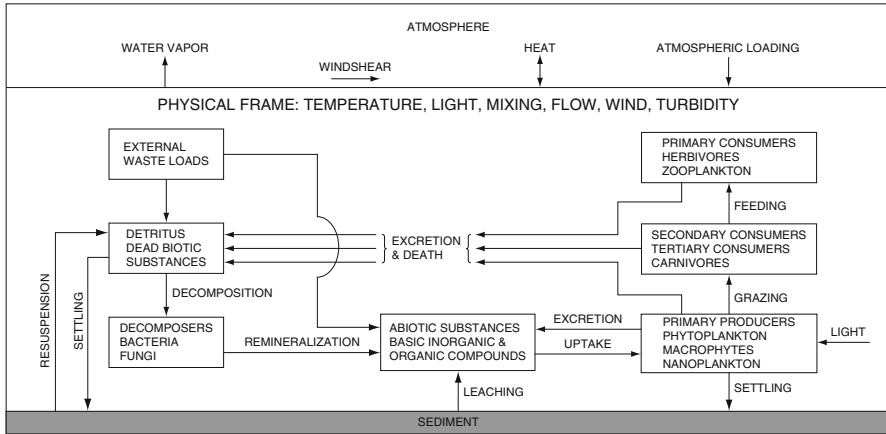 ATMOSPHERE
WATER VAPOR
WINDSHEAR
HEAT
ATMOSPHERIC LOADING
PHYSICAL FRAME: TEMPERATURE, LIGHT, MIXING, FLOW, WIND, TURBIDITY
EXTERNAL
WASTE LOADS
PRIMARY CONSUMERS
HERBIVORES
ZOOPLANKTON
FEEDING
DETRITUS
DEAD BIOTIC
SUBSTANCES
EXCRETION
& DEATH
SECONDARY CONSUMERS
TERTIARY CONSUMERS
CARNIVORES
RESUSPENSION
SETTLING
DECOMPOSITION
GRAZING
DECOMPOSERS
BACTERIA
FUNGI
REMINERALIZATION
ABIOTIC SUBSTANCES
BASIC INORGANIC &
ORGANIC COMPOUNDS
EXCRETION
UPTAKE
PRIMARY PRODUCERS
PHYTOPLANKTON
MACROPHYTES
NANOPLANKTON
LIGHT
LEACHING
SETTLING
SEDIMENT